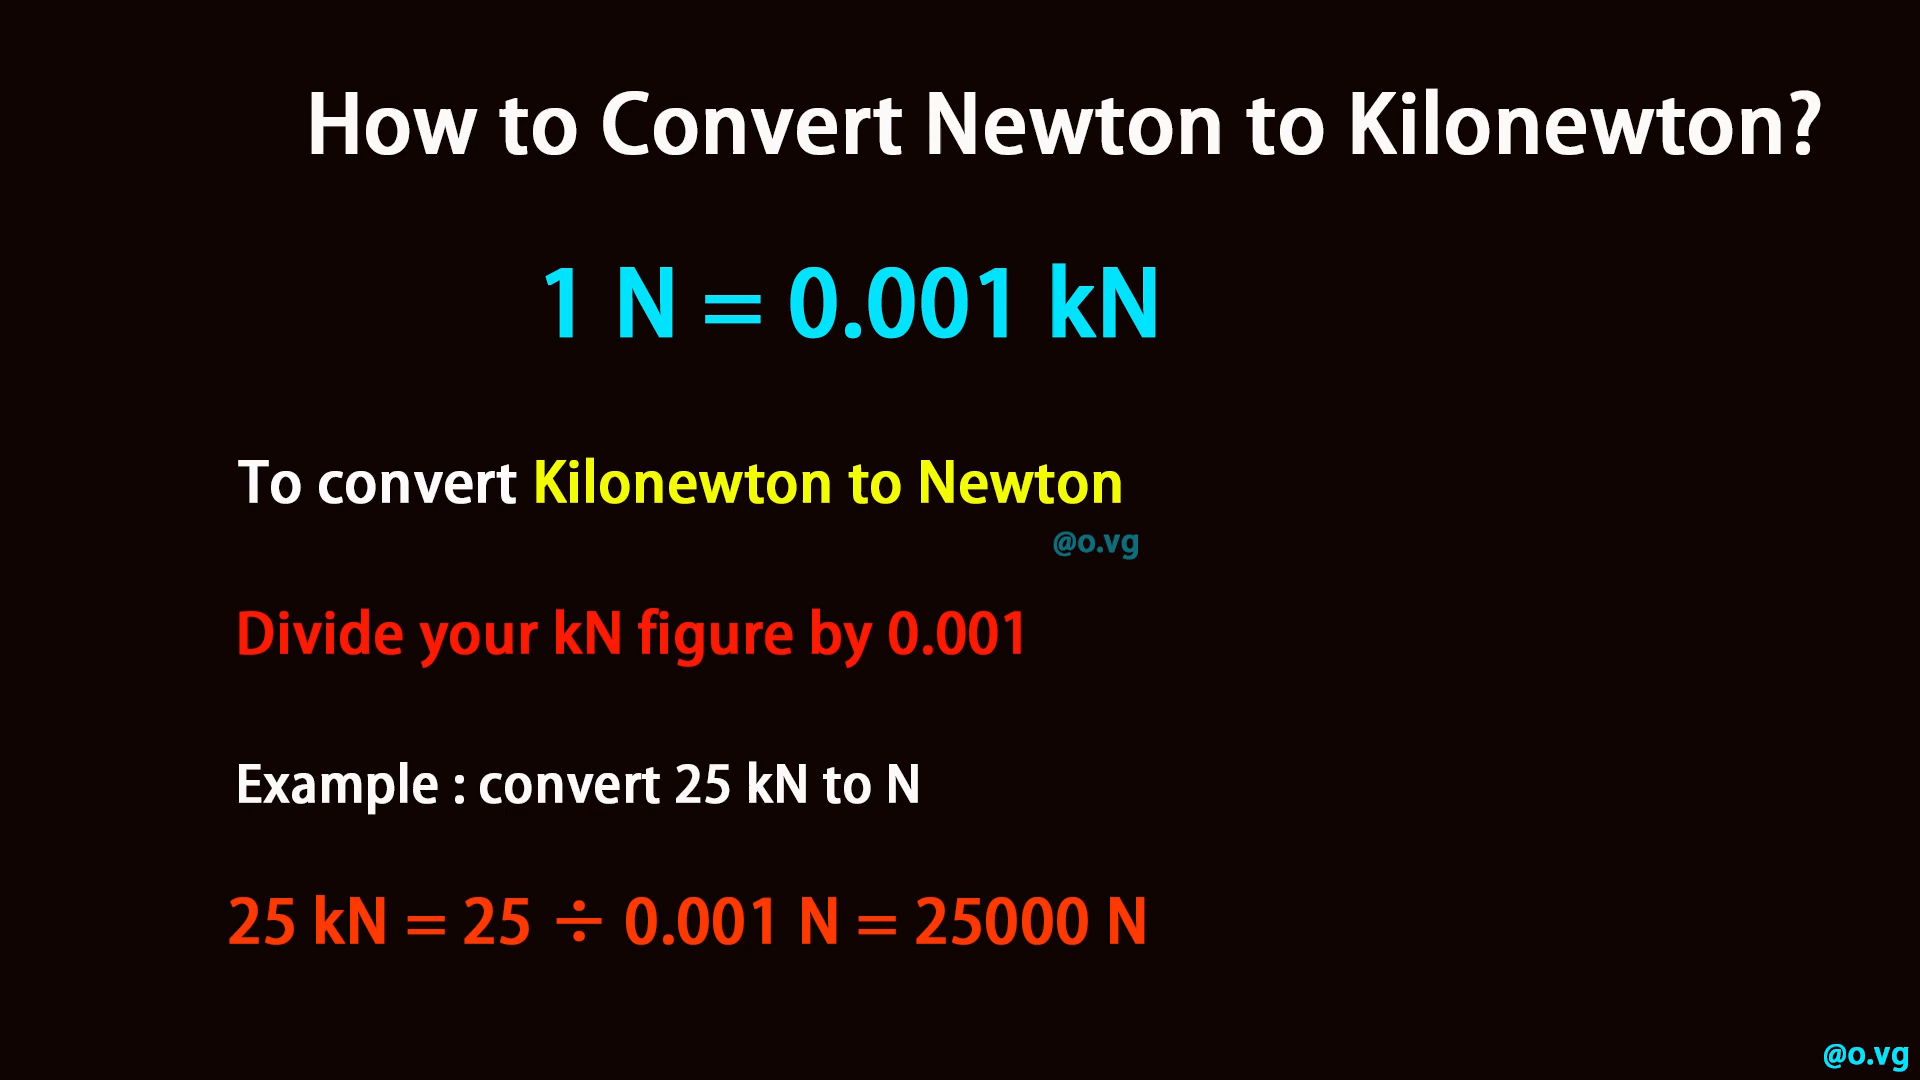 How to Convert Newton to Kilonewton?
1 N = 0.001 kN
To convert Kilonewton to Newton
@o.vg
Divide your kN figure by 0.001
Example : convert 25 kN to N
25 kN = 25 ÷ 0.001 N = 25000 N
@o.vg